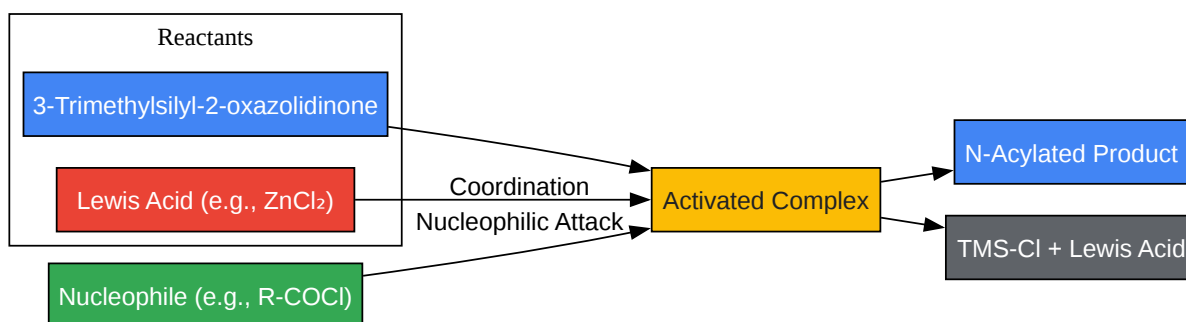 Reactants
3-Trimethylsilyl-2-oxazolidinone
Lewis Acid (e.g., ZnCl₂)
Nucleophile (e.g., R-COCl)
Coordination
Nucleophilic Attack
Activated Complex
N-Acylated Product
TMS-Cl + Lewis Acid